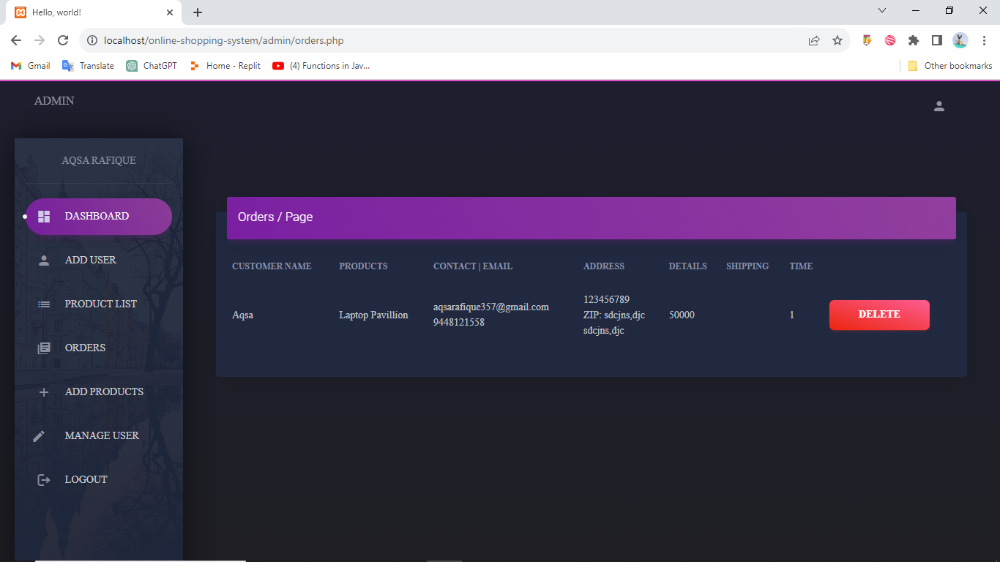 Hello, world!
localhost/online-shopping-system/admin/orders.php
Gmail
Translate
ChatGPT
Home - Replit
(4) Functions in Jav...
Other bookmarks
ADMIN
AQSA RAFIQUE
DASHBOARD
ADD USER
PRODUCT LIST
ORDERS
ADD PRODUCTS
MANAGE USER
LOGOUT
Orders / Page
CUSTOMER NAME PRODUCTS CONTACT | EMAIL ADDRESS DETAILS SHIPPING TIME
Aqsa
Laptop Pavillion
aqsarafique357@gmail.com
9448121558
123456789
ZIP: sdcjns,djc
sdcjns,djc
50000
1
DELETE